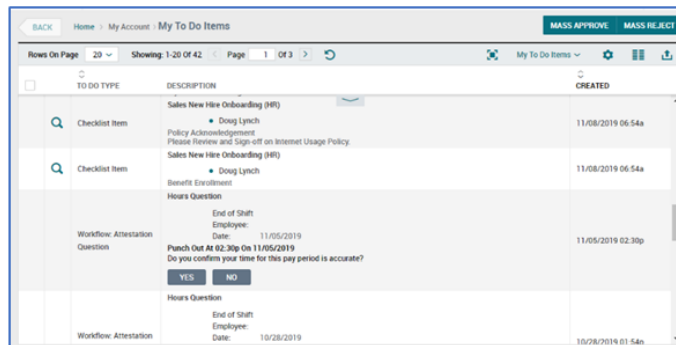 BACK Home > My Account > My To Do Items MASS APPROVE MASS REJECT
Rows On Page 20 Showing: 1-20 Of 42 < Page 1 Of 3 > My To Do Items
TO DO TYPE DESCRIPTION CREATED
Sales New Hire Onboarding (HR)
• Doug Lynch
Checklist Item 11/08/2019 06:54a
Policy Acknowledgement
Please Review and Sign-off on Internet Usage Policy.
Sales New Hire Onboarding (HR)
Checklist Item • Doug Lynch 11/08/2019 06:54a
Benefit Enrollment
Hours Question
End of Shift
Employee:
Workflow: Attestation Question Date: 11/05/2019 11/05/2019 02:30p
Punch Out At 02:30p On 11/05/2019
Do you confirm your time for this pay period is accurate?
YES NO
Hours Question
End of Shift
Employee:
Workflow: Attestation Date: 10/28/2019 10/28/2019